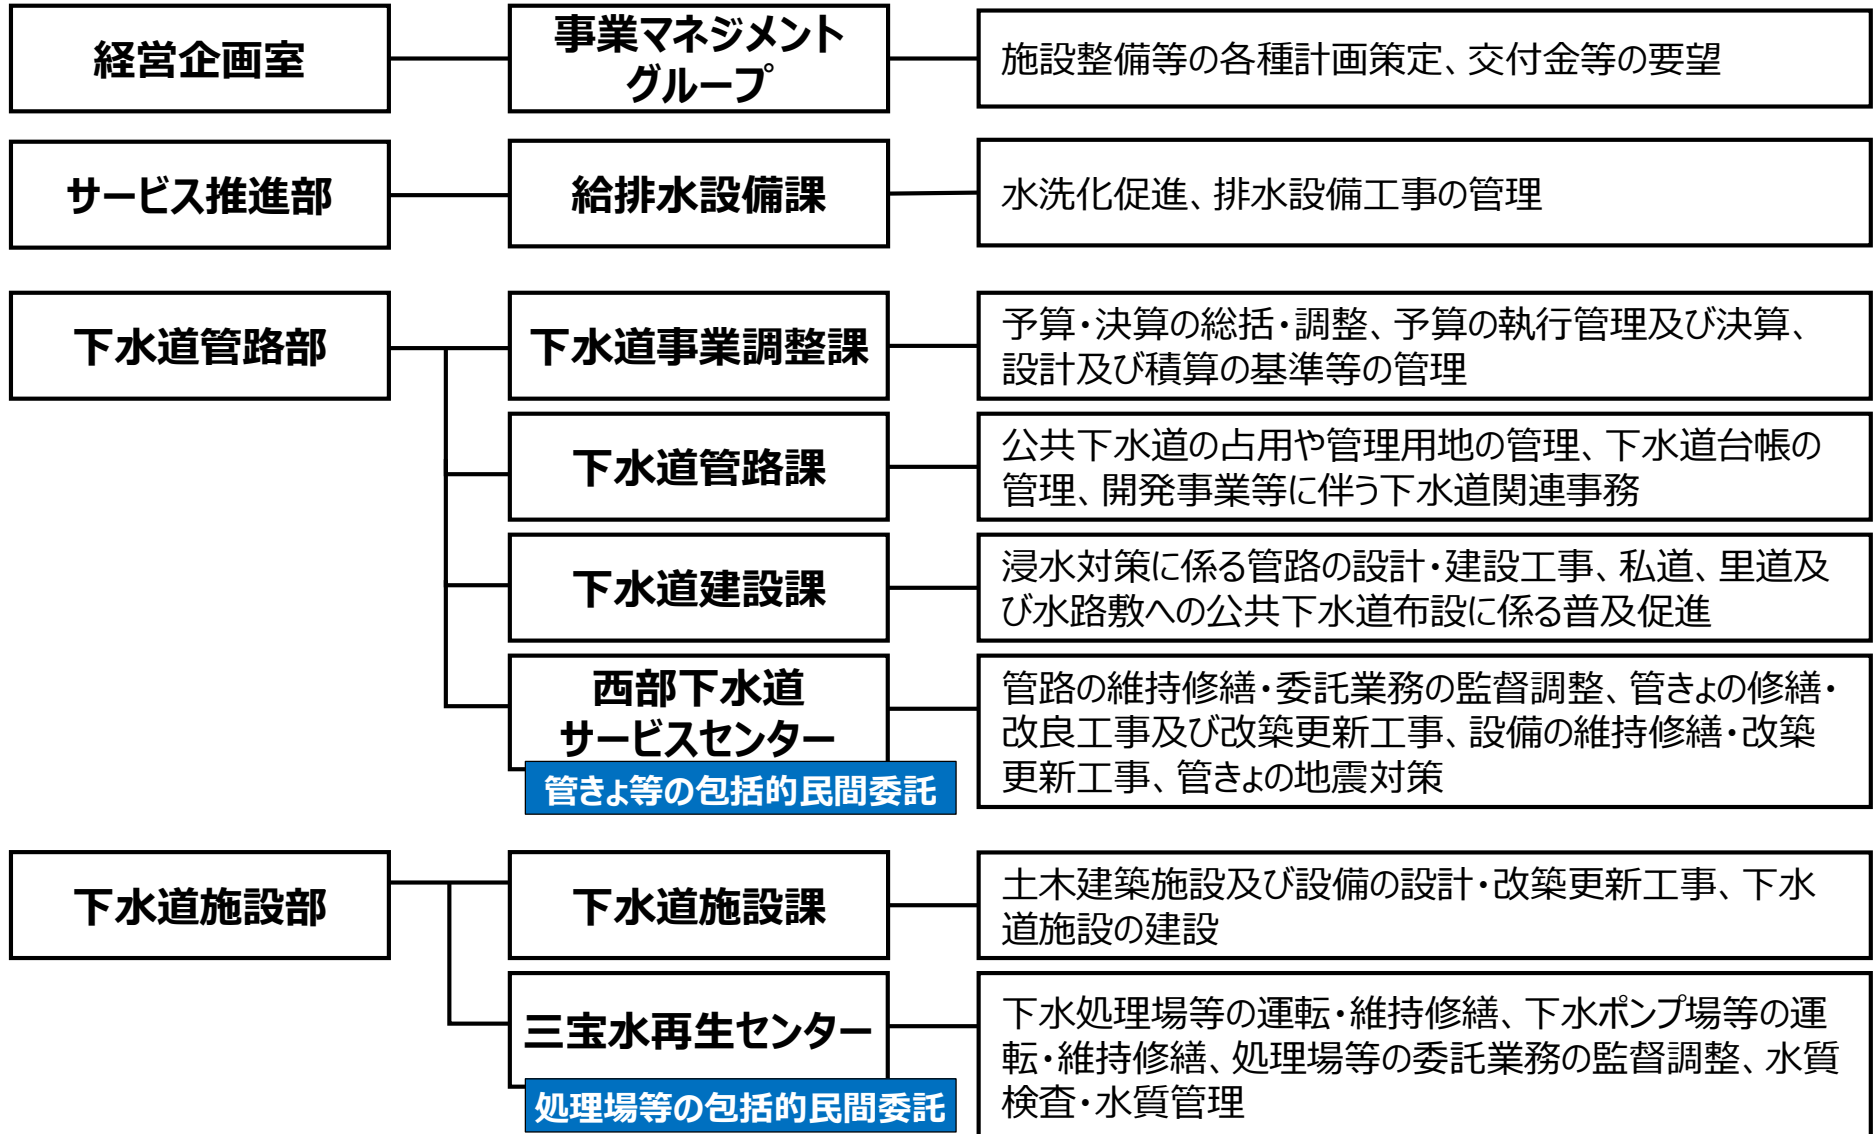 経営企画室
事業マネジメント
グループ
施設整備等の各種計画策定、交付金等の要望
サービス推進部
給排水設備課
水洗化促進、排水設備工事の管理
下水道管路部
下水道事業調整課
予算・決算の総括・調整、予算の執行管理及び決算、
設計及び積算の基準等の管理
下水道管路課
公共下水道の占用や管理用地の管理、下水道台帳の
管理、開発事業等に伴う下水道関連事務
下水道建設課
浸水対策に係る管路の設計・建設工事、私道、里道及
び水路敷への公共下水道布設に係る普及促進
西部下水道
サービスセンター
管きょ等の包括的民間委託
管路の維持修繕・委託業務の監督調整、管きょの修繕・
改良工事及び改築更新工事、設備の維持修繕・改築
更新工事、管きょの地震対策
下水道施設部
下水道施設課
土木建築施設及び設備の設計・改築更新工事、下水
道施設の建設
三宝水再生センター
処理場等の包括的民間委託
下水処理場等の運転・維持修繕、下水ポンプ場等の運
転・維持修繕、処理場等の委託業務の監督調整、水質
検査・水質管理